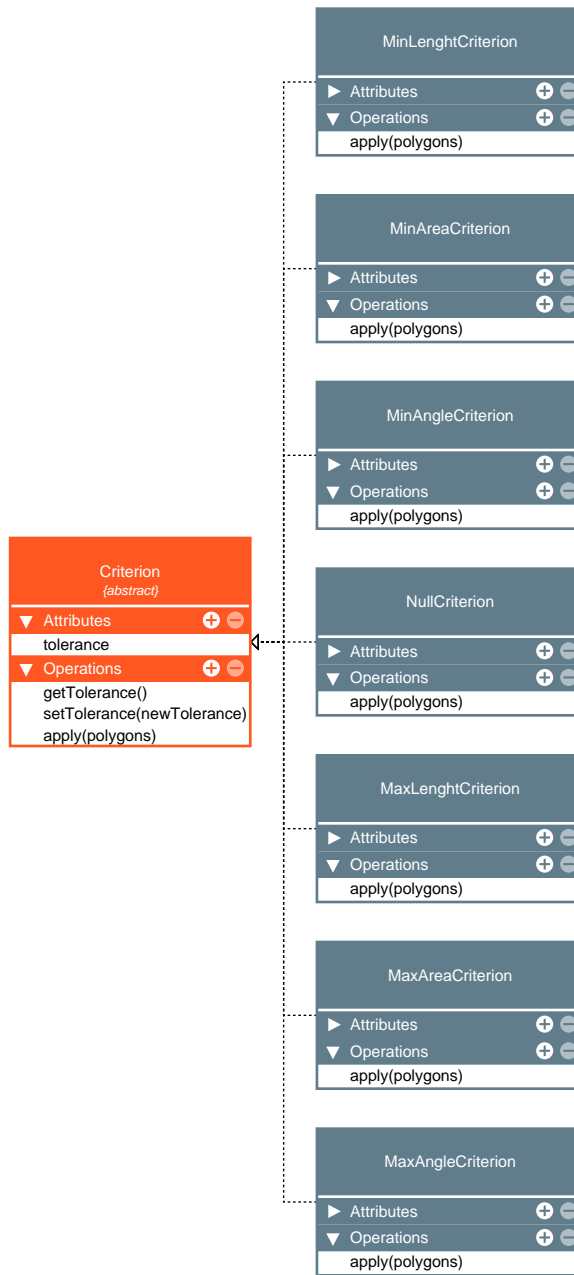 MinLenghtCriterion
Attributes
Operations
apply(polygons)
MinAreaCriterion
Attributes
Operations
apply(polygons)
MinAngleCriterion
Attributes
Operations
apply(polygons)
Criterion
{abstract}
Attributes
tolerance
Operations
getTolerance()
setTolerance(newTolerance)
apply(polygons)
NullCriterion
Attributes
Operations
apply(polygons)
MaxLenghtCriterion
Attributes
Operations
apply(polygons)
MaxAreaCriterion
Attributes
Operations
apply(polygons)
MaxAngleCriterion
Attributes
Operations
apply(polygons)